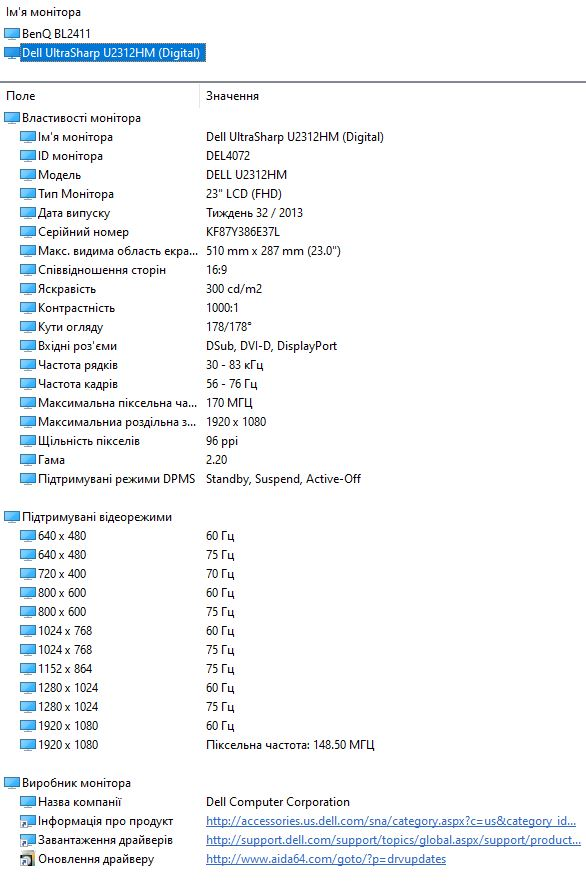 Ім'я монітора
BenQ BL2411
Dell UltraSharp U2312HM (Digital)
Поле Значення
Властивості монітора
Ім'я монітора Dell UltraSharp U2312HM (Digital)
ID монітора DEL4072
Модель DELL U2312HM
Тип Монітора 23" LCD (FHD)
Дата випуску Тиждень 32 / 2013
Серійний номер KF87Y386E37L
Макс. видима область екра... 510 mm x 287 mm (23.0")
Співвідношення сторін 16:9
Яскравість 300 cd/m2
Контрастність 1000:1
Кути огляду 178/178°
Вхідні роз'єми DSub, DVI-D, DisplayPort
Частота рядків 30 - 83 кГц
Частота кадрів 56 - 76 Гц
Максимальна піксельна ча... 170 МГЦ
Максимальниа роздільна з... 1920 x 1080
Щільність пікселів 96 ppi
Гама 2.20
Підтримувані режими DPMS Standby, Suspend, Active-Off
Підтримувані відеорежими
640 x 480 60 Гц
640 x 480 75 Гц
720 x 400 70 Гц
800 x 600 60 Гц
800 x 600 75 Гц
1024 x 768 60 Гц
1024 x 768 75 Гц
1152 x 864 75 Гц
1280 x 1024 60 Гц
1280 x 1024 75 Гц
1920 x 1080 60 Гц
1920 x 1080 Піксельна частота: 148.50 МГЦ
Виробник монітора
Назва компанії Dell Computer Corporation
Інформація про продукт http://accessories.us.dell.com/sna/category.aspx?c=us&category_id...
Завантаження драйверів http://support.dell.com/support/topics/global.aspx/support/product...
Оновлення драйверу http://www.aida64.com/goto/?p=drvupdates